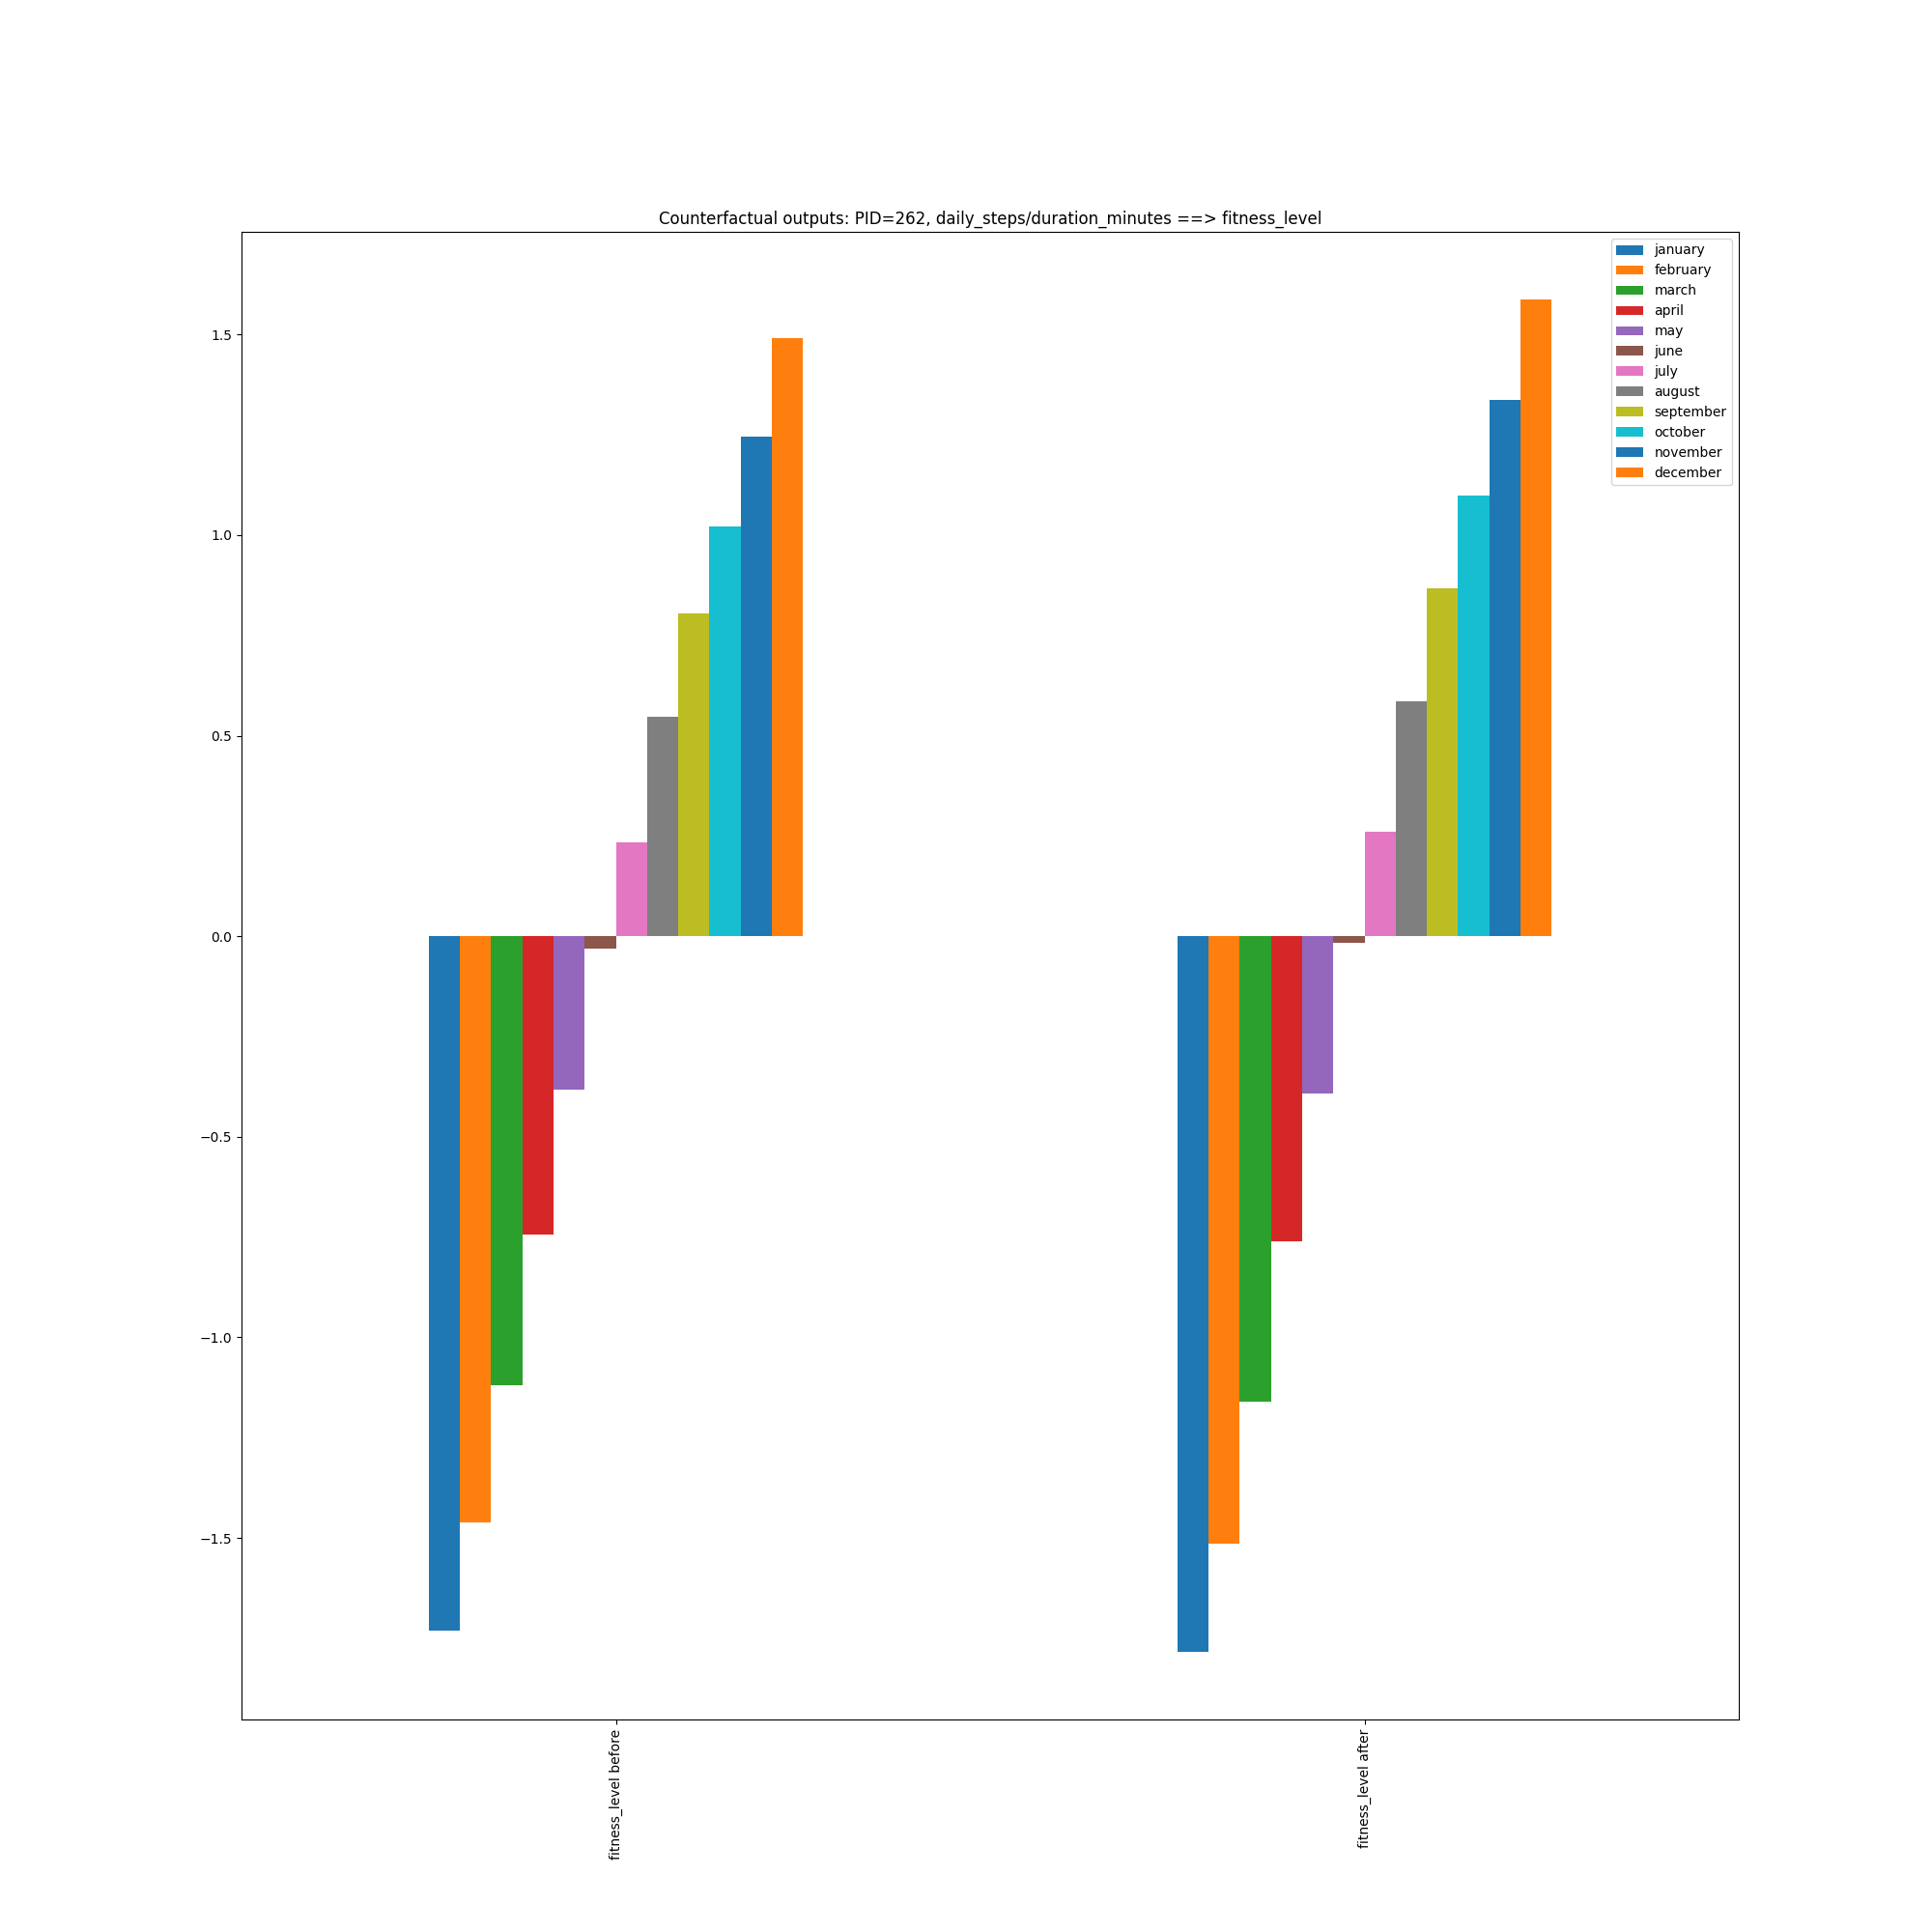 Counterfactual outputs: PID=262, daily_steps/duration_minutes ==> fitness_level
january
february
march
april
may
june
july
august
september
october
november
december
1.5
1.0
0.5
0.0
−0.5
−1.0
−1.5
fitness_level before
fitness_level after